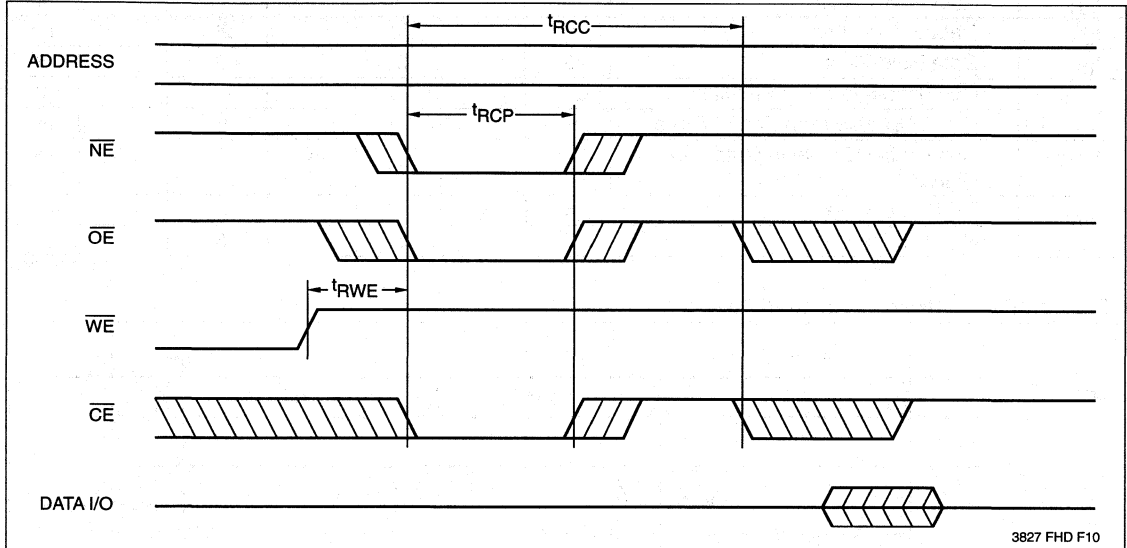 tRCC
ADDRESS
tRCP
NE
OE
tRWE
WE
CE
DATA I/O
3827 FHD F10